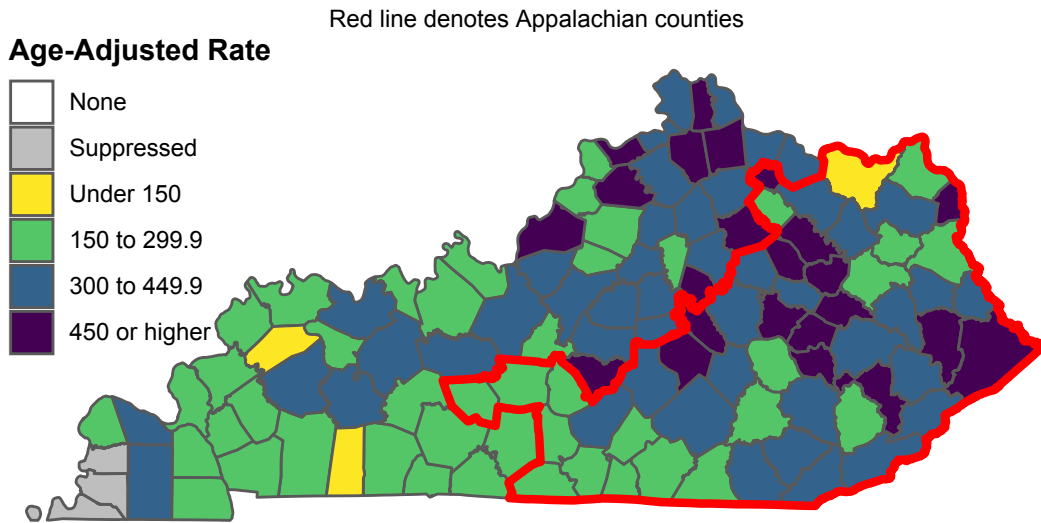 Red line denotes Appalachian counties
Age-Adjusted Rate
None
Suppressed
Under 150
150 to 299.9
300 to 449.9
450 or higher